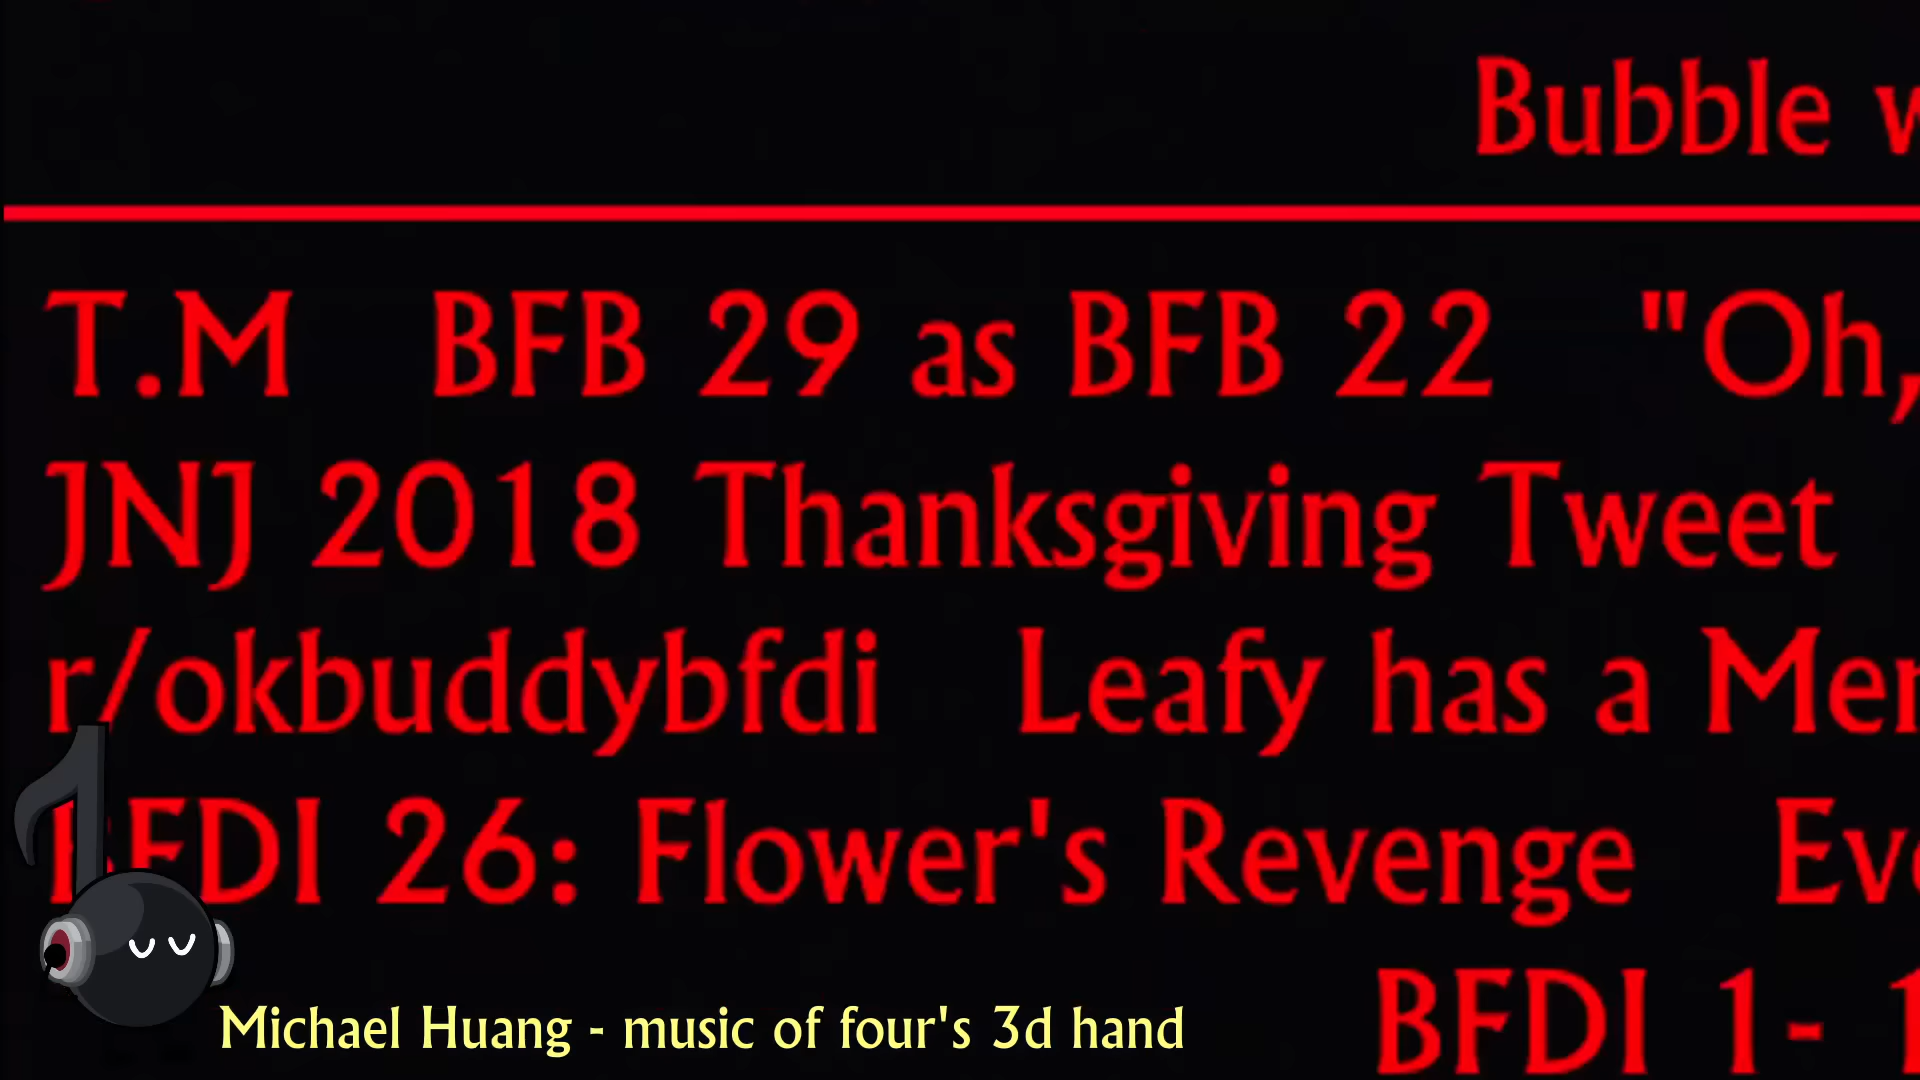 Bubble
T.M BFB 29 as BFB 22 "Oh,
JNJ 2018 Thanksgiving Tweet
r/okbuddybfdi Leafy has a
BFDI 26: Flower's Revenge
BFDI 1-
Michael Huang - music of four's 3d hand